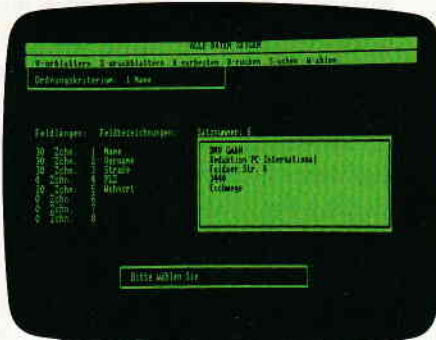 ALLE DATEN ZEIGEN
V-orblättern Z-urückblättern B-earbeiten D-rucken S-uchen W-ählen
Ordnungskriterium: 1 Name
Feldlängen: Feldbezeichnungen: Satznummer: 6
30 Zchn. 1 Name
30 Zchn. 2 Vorname
30 Zchn. 3 Straße
4 Zchn. 4 PLZ
20 Zchn. 5 Wohnort
0 Zchn. 6
0 Zchn. 7
0 Zchn. 8
DMV GmbH
Redaktion PC International
Fuldaer Str. 6
3440
Eschwege
Bitte wählen Sie